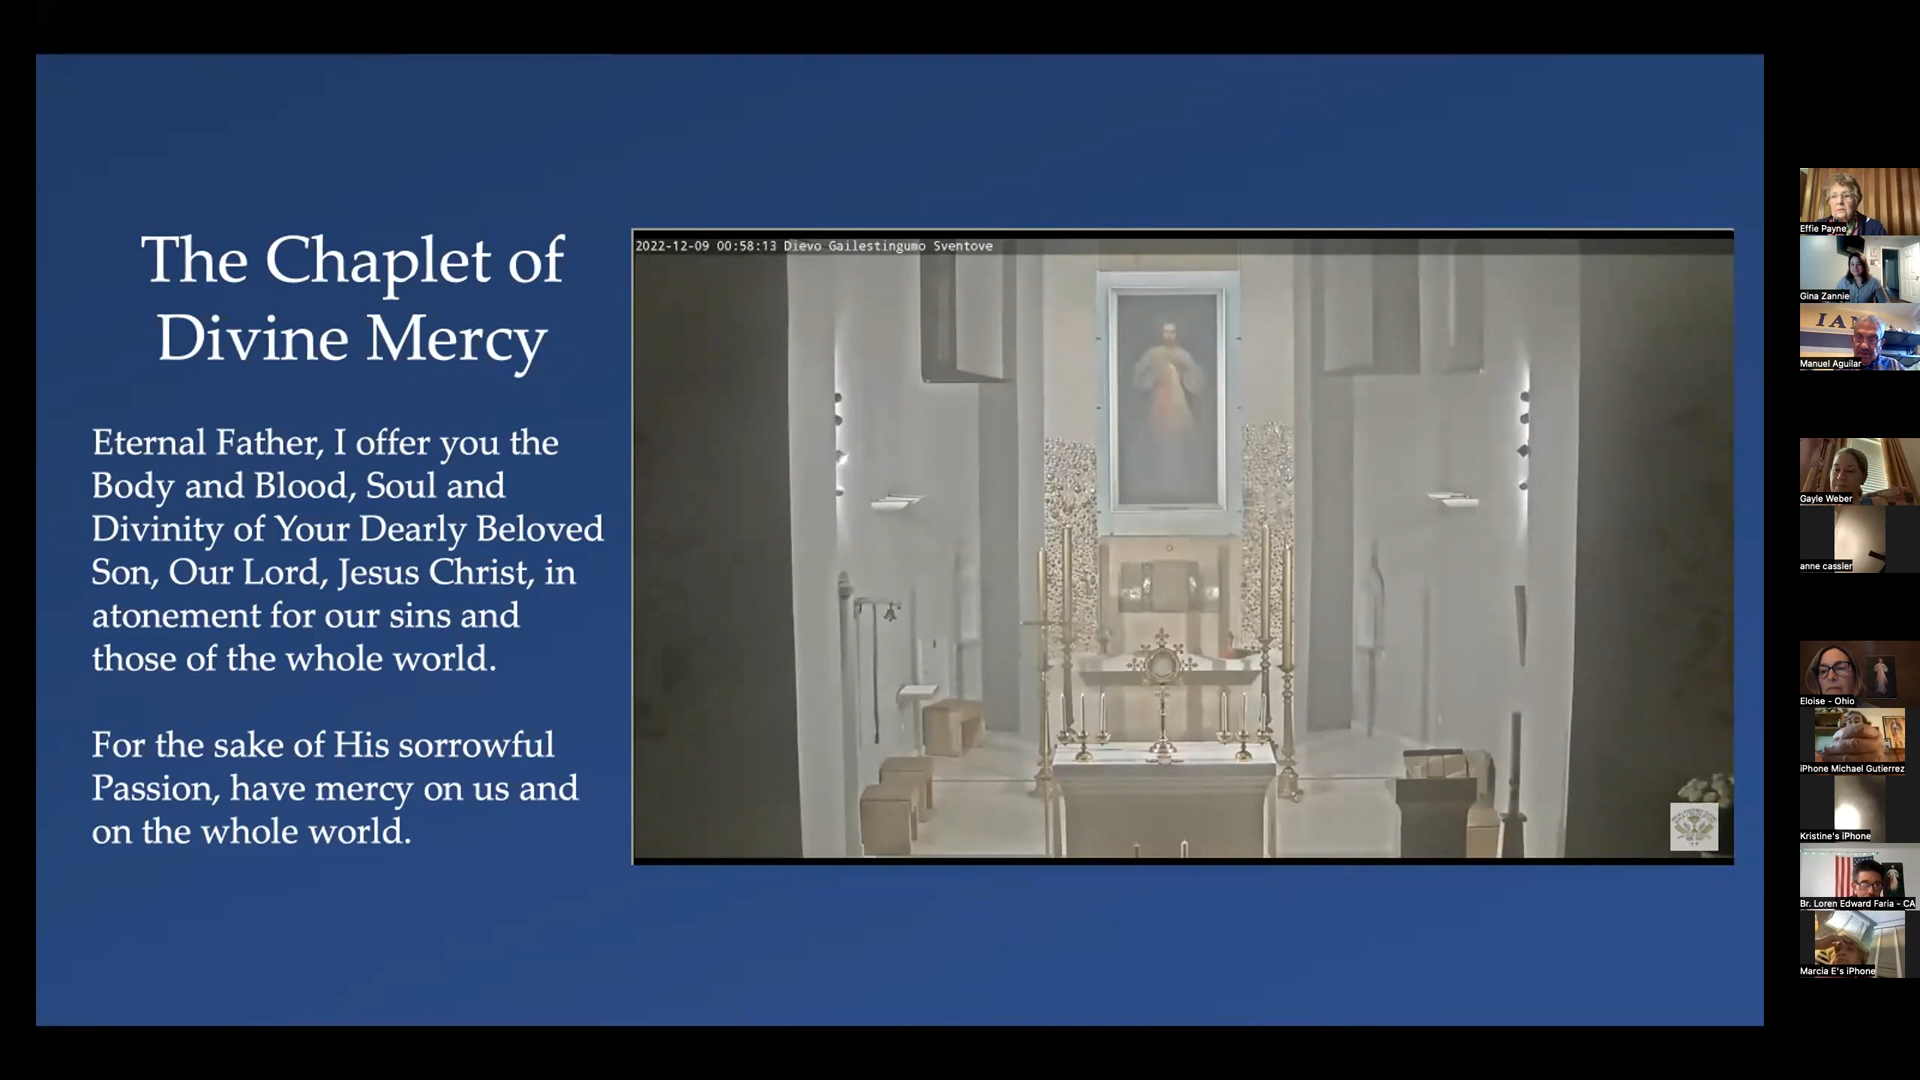 The Chaplet of
Divine Mercy
Eternal Father, I offer you the
Body and Blood, Soul and
Divinity of Your Dearly Beloved
Son, Our Lord, Jesus Christ, in
atonement for our sins and
those of the whole world.
For the sake of His sorrowful
Passion, have mercy on us and
on the whole world.
2022-12-09 00:58:13 Dievo Gailestingumo Sventove
Effie Payne
Gina Zannie
IAN
Manuel Aguilar
Gayle Weber
anne cassler
Eloise - Ohio
iPhone Michael Gutierrez
Kristine's iPhone
Br. Loren Edward Faria - CA
Marcia E's iPhone